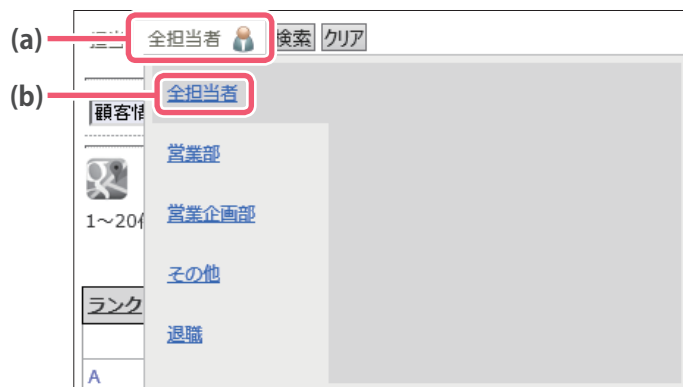 (a) 全担当者 検索 クリア
(b) 全担当者
顧客情
営業部
1～20件
営業企画部
その他
ランク
退職
A